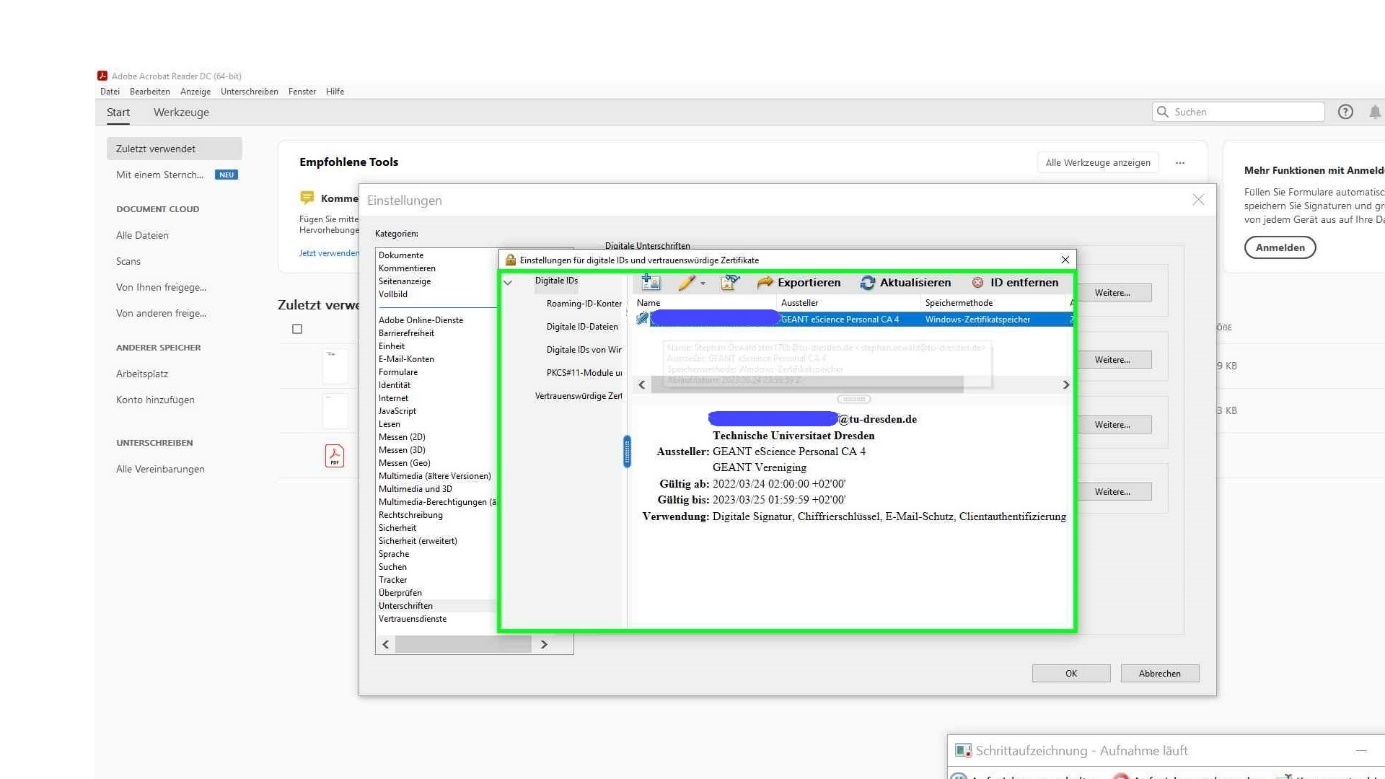 Adobe Acrobat Reader DC (64-bit)
Datei Bearbeiten Anzeige Unterschreiben Fenster Hilfe
Start Werkzeuge
Suchen
Zuletzt verwendet
Mit einem Sternch... NEU
DOCUMENT CLOUD
Alle Dateien
Scans
Von Ihnen freigege...
Von anderen freige...
ANDERER SPEICHER
Arbeitsplatz
Konto hinzufügen
UNTERSCHREIBEN
Alle Vereinbarungen
Empfohlene Tools
Alle Werkzeuge anzeigen ...
Komme
Fügen Sie mitte
Hervorhebunge
Jetzt verwenden
Zuletzt verwe
Mehr Funktionen mit Anmeld
Füllen Sie Formulare automatisc
speichern Sie Signaturen und gr
von jedem Gerät aus auf Ihre Da
Anmelden
ÖßE
9 KB
3 KB
PDF
Einstellungen
Kategorien:
Dokumente
Kommentieren
Seitenanzeige
Vollbild
Adobe Online-Dienste
Barrierefreiheit
Einheit
E-Mail-Konten
Formulare
Identität
Internet
JavaScript
Lesen
Messen (2D)
Messen (3D)
Messen (Geo)
Multimedia (ältere Versionen)
Multimedia und 3D
Multimedia-Berechtigungen (ä
Rechtschreibung
Sicherheit
Sicherheit (erweitert)
Sprache
Suchen
Tracker
Überprüfen
Unterschriften
Vertrauensdienste
Digitale Unterschriften
Weitere...
Weitere...
Weitere...
Weitere...
OK Abbrechen
Einstellungen für digitale IDs und vertrauenswürdige Zertifikate
Digitale IDs
Roaming-ID-Konter
Digitale ID-Dateien
Digitale IDs von Wir
PKCS#11-Module u
Vertrauenswürdige Zert
Exportieren Aktualisieren ID entfernen
Name Aussteller Speichermethode A
GEANT eScience Personal CA 4 Windows-Zertifikatspeicher
Aussteller: GEANT eScience Personal CA 4
Speichermethode: Windows-Zertifikatspeicher
@tu-dresden.de
Technische Universitaet Dresden
Aussteller: GEANT eScience Personal CA 4
GEANT Vereniging
Gültig ab: 2022/03/24 02:00:00 +02'00'
Gültig bis: 2023/03/25 01:59:59 +02'00'
Verwendung: Digitale Signatur, Chiffrierschlüssel, E-Mail-Schutz, Clientauthentifizierung
Schrittaufzeichnung - Aufnahme läuft